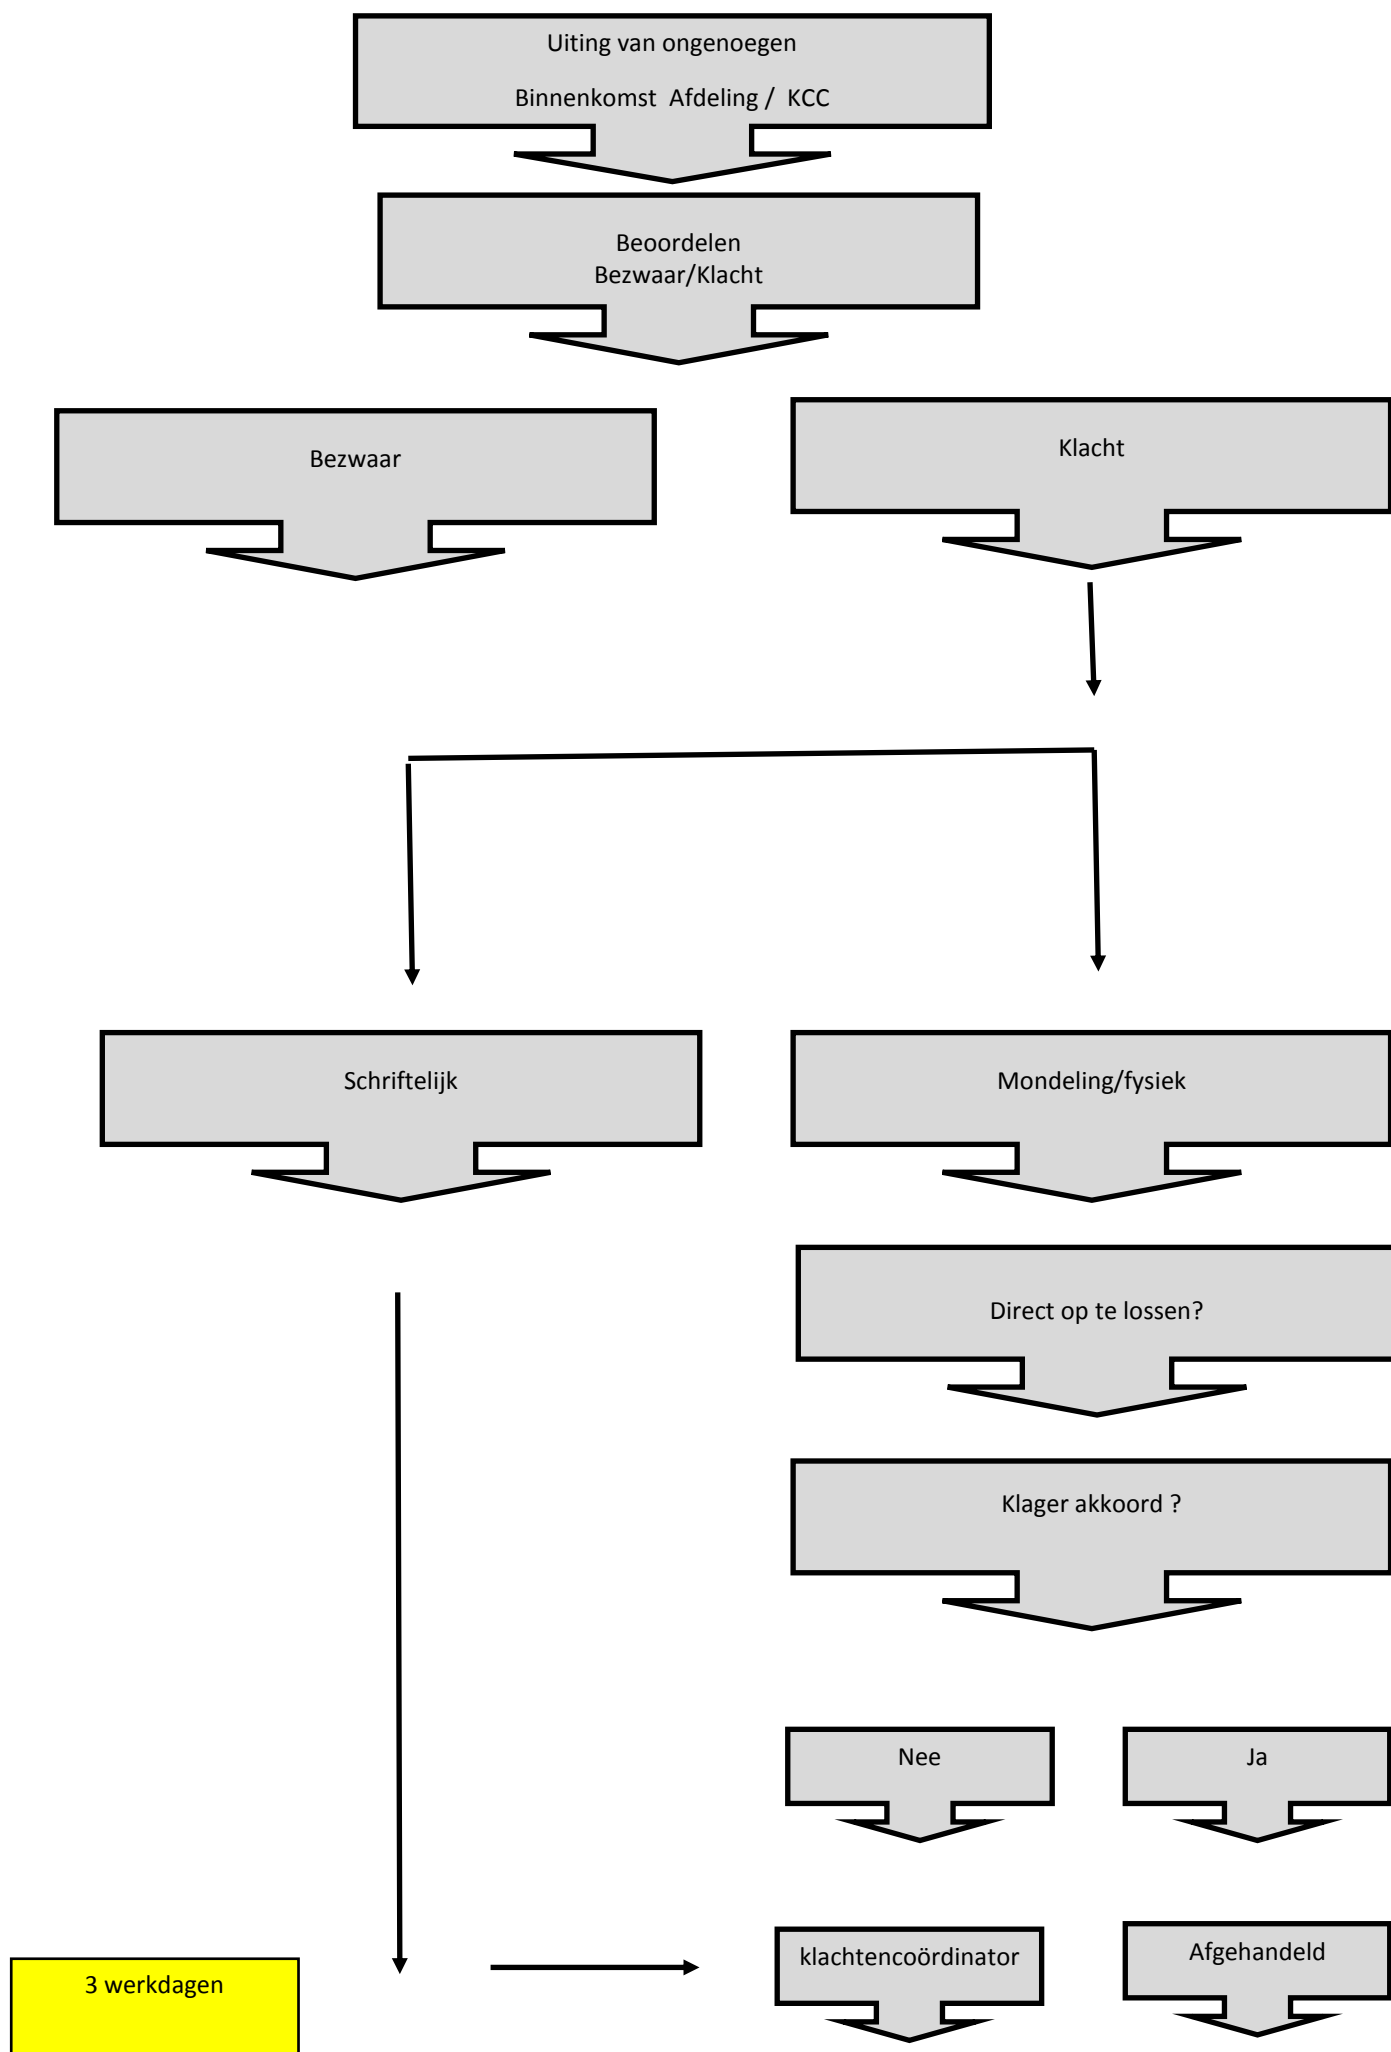 Uiting van ongenoegen
Binnenkomst Afdeling / KCC
Beoordelen
Bezwaar/Klacht
Bezwaar
Klacht
Schriftelijk
Mondeling/fysiek
Direct op te lossen?
Klager akkoord ?
Nee
Ja
klachtencoördinator
Afgehandeld
3 werkdagen